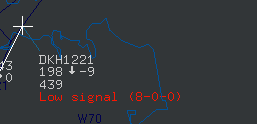 DKH1221
198 ↓ -9
439
Low signal (8-0-0)
W70